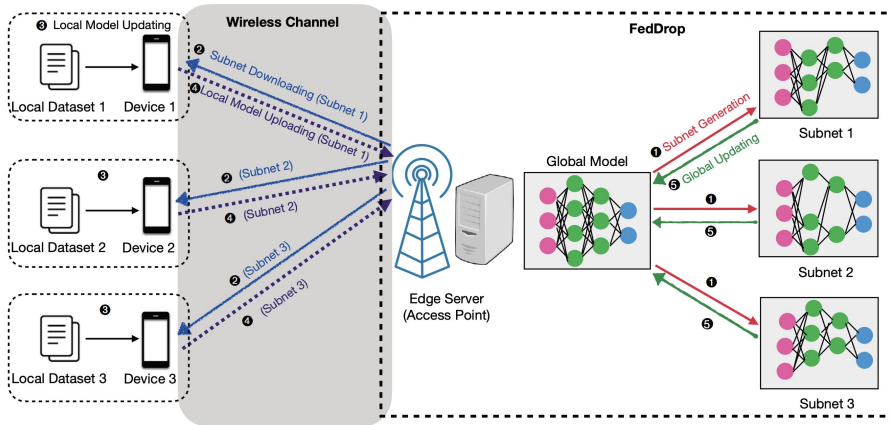 Wireless Channel
FedDrop
❸ Local Model Updating
Local Dataset 1
Device 1
❷ Subnet Downloading (Subnet 1)
❹ Local Model Uploading (Subnet 1)
❸
Local Dataset 2
Device 2
❷ (Subnet 2)
❹ (Subnet 2)
❸
Local Dataset 3
Device 3
❷ (Subnet 3)
❹ (Subnet 3)
Edge Server
(Access Point)
Global Model
❶ Subnet Generation
❺ Global Updating
Subnet 1
❶
❺
Subnet 2
❶
❺
Subnet 3